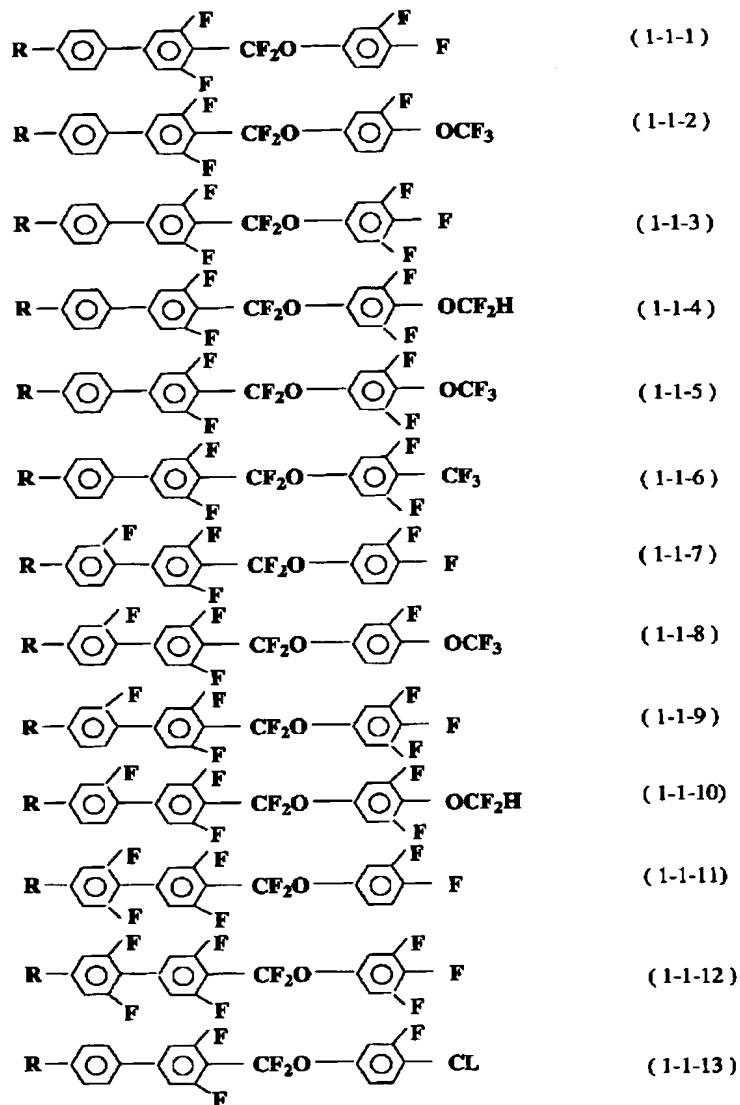 F F
R CF₂O F (1-1-1)
F
F F
R CF₂O OCF₃ (1-1-2)
F
F F
R CF₂O F (1-1-3)
F F
F F
R CF₂O OCF₂H (1-1-4)
F F
F F
R CF₂O OCF₃ (1-1-5)
F F
F F
R CF₂O CF₃ (1-1-6)
F F
F F F
R CF₂O F (1-1-7)
F
F F F
R CF₂O OCF₃ (1-1-8)
F
F F F
R CF₂O F (1-1-9)
F F
F F F
R CF₂O OCF₂H (1-1-10)
F F
F F F
R CF₂O F (1-1-11)
F F
F F F
R CF₂O F (1-1-12)
F F F
F F
R CF₂O CL (1-1-13)
F